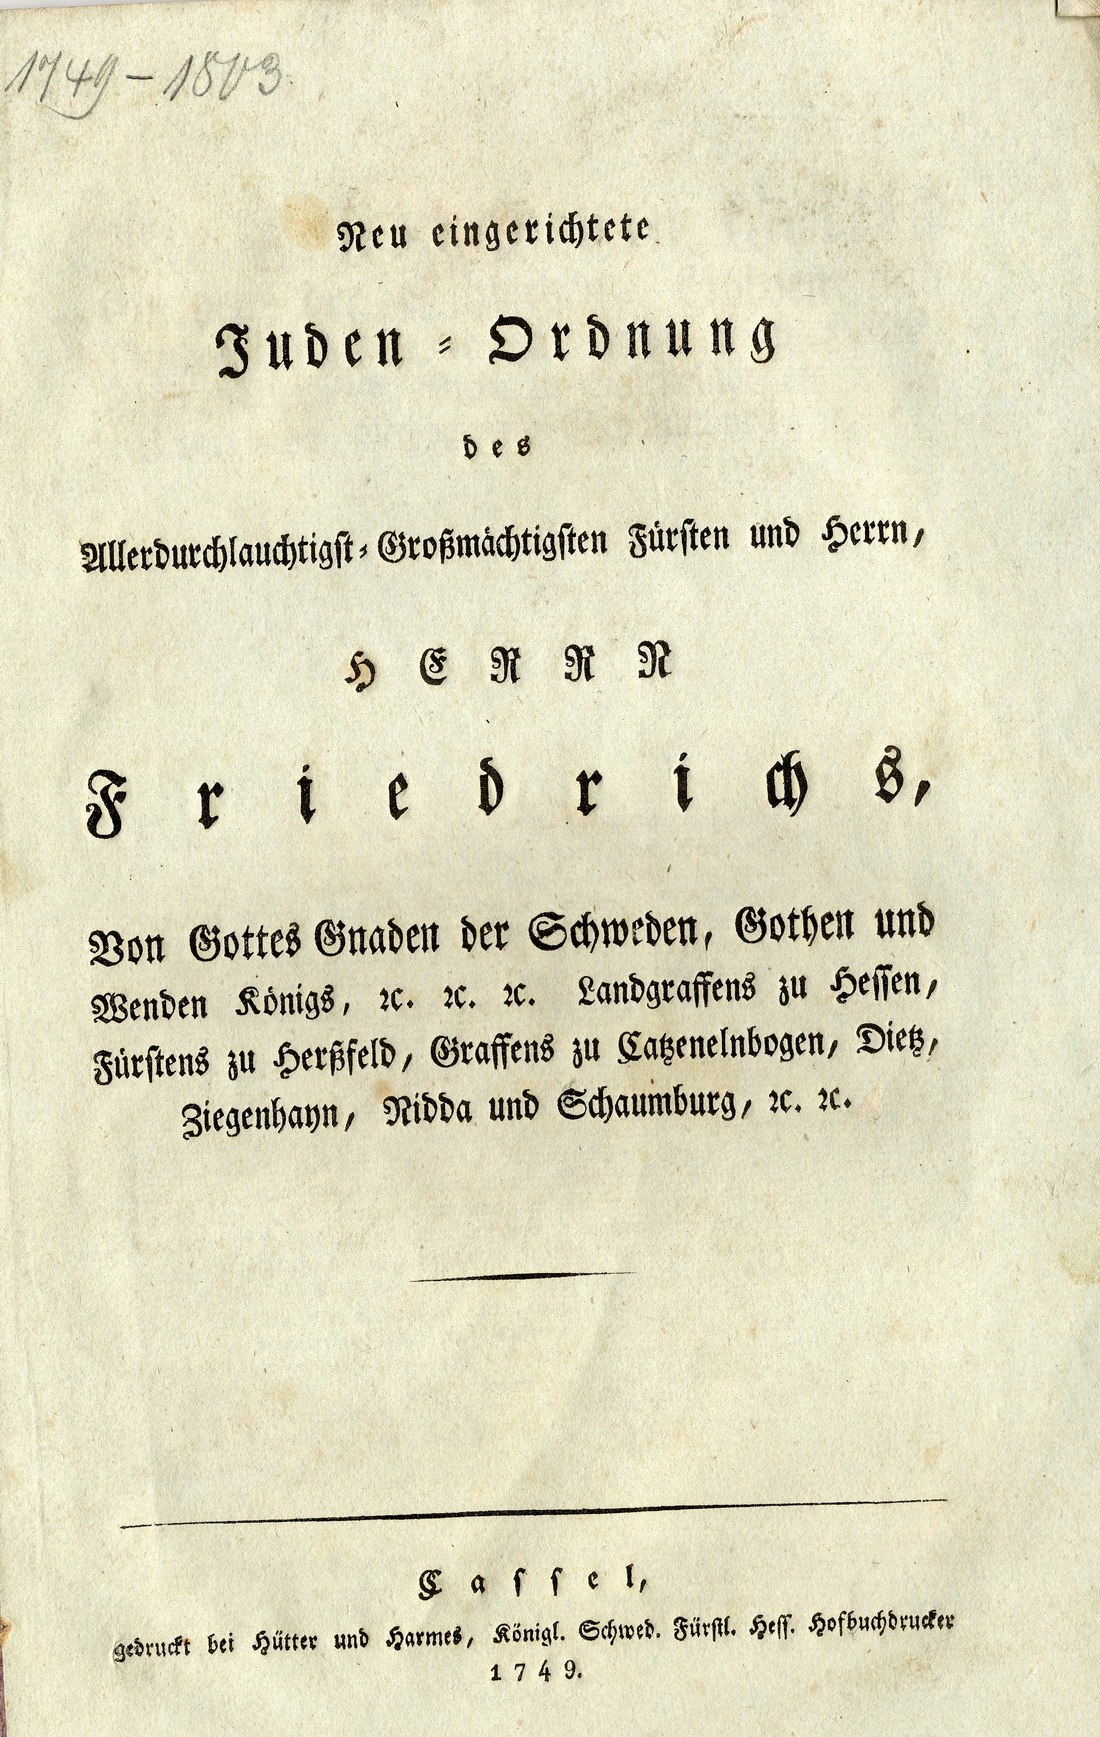 1749-1803.
Neu eingerichtete
Juden-Ordnung
des
Allerdurchlauchtigst-Großmächtigsten Fürsten und Herrn,
HERRN
Friedrichs,
Von Gottes Gnaden der Schweden, Gothen und
Wenden Königs, ꝛc. ꝛc. ꝛc. Landgraffens zu Hessen,
Fürstens zu Herßfeld, Graffens zu Catzenelnbogen, Dietz,
Ziegenhayn, Nidda und Schaumburg, ꝛc. ꝛc.
Cassel,
gedruckt bei Hütter und Harmes, Königl. Schwed. Fürstl. Hess. Hofbuchdrucker
1749.